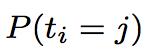 P(t_i = j)